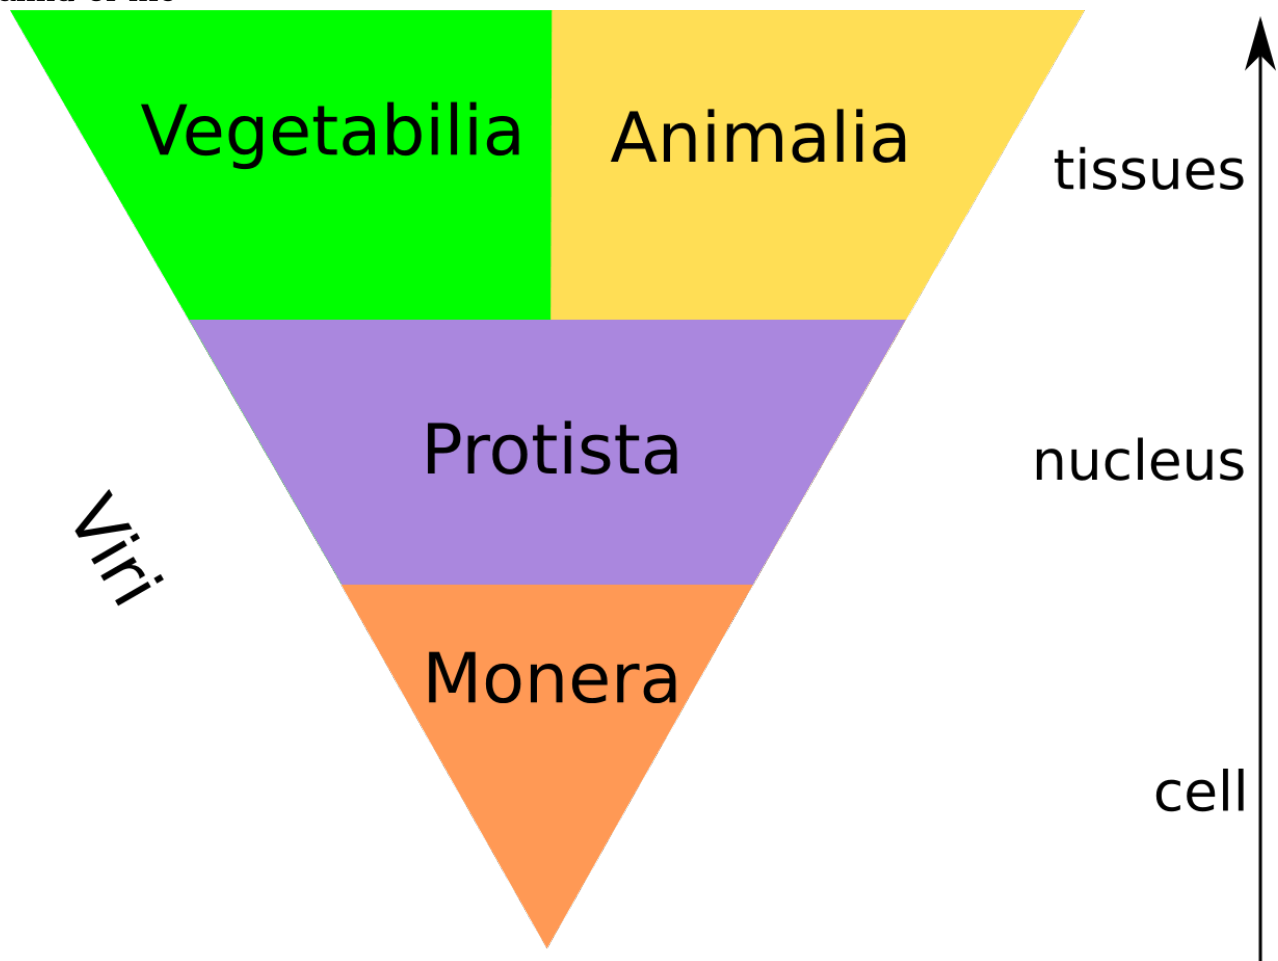 Vegetabilia
Animalia
tissues
Protista
nucleus
Viri
Monera
cell